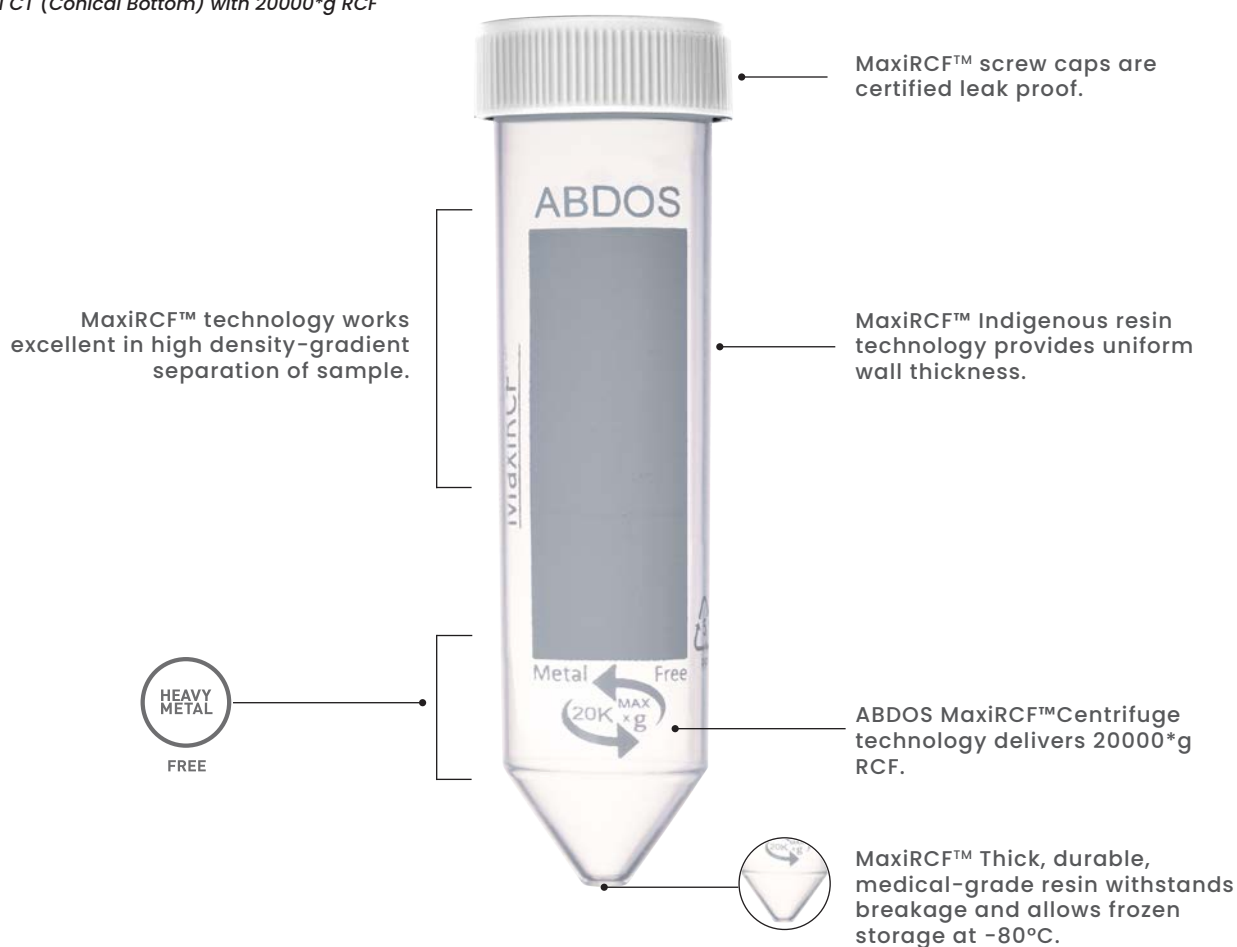 CT (Conical Bottom) with 20000*g RCF
MaxiRCF™ screw caps are
certified leak proof.
ABDOS
MaxiRCF™ technology works
excellent in high density-gradient
separation of sample.
MaxiRCF™ Indigenous resin
technology provides uniform
wall thickness.
MaxiRCF
Metal Free
20K MAX
x g
HEAVY
METAL
FREE
ABDOS MaxiRCF™Centrifuge
technology delivers 20000*g
RCF.
MaxiRCF™ Thick, durable,
medical-grade resin withstands
breakage and allows frozen
storage at -80°C.